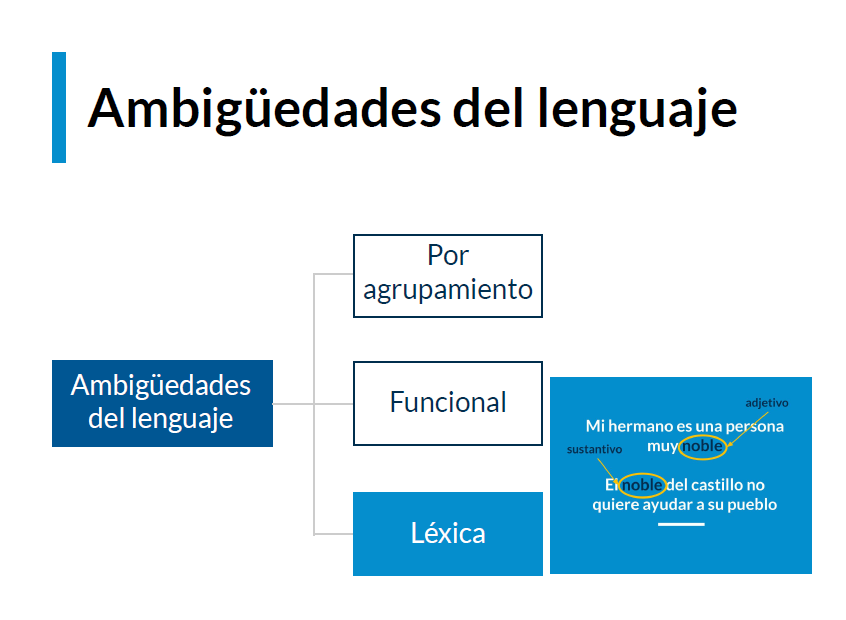 Ambigüedades del lenguaje
Por
agrupamiento
Ambigüedades
del lenguaje
Funcional
Léxica
adjetivo
Mi hermano es una persona
muy noble
sustantivo
El noble del castillo no
quiere ayudar a su pueblo